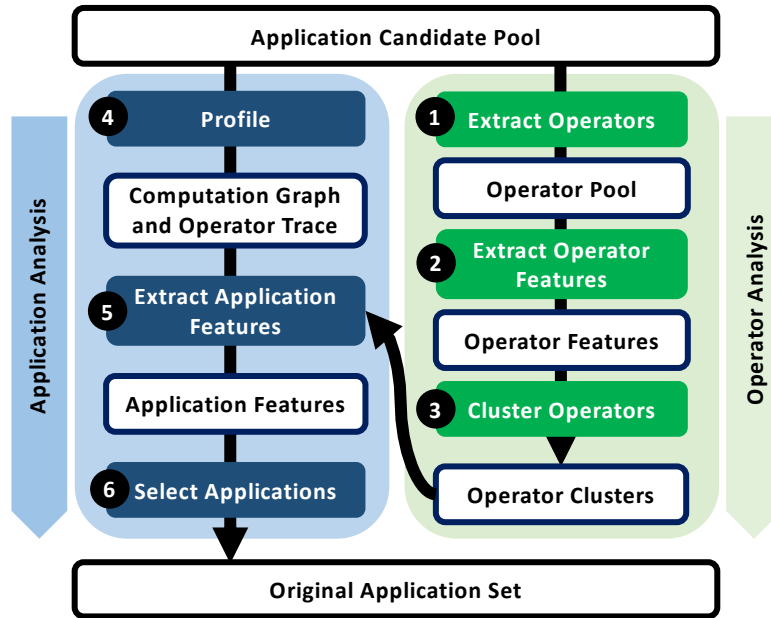 Application Candidate Pool
Application Analysis
4
Profile
Computation Graph
and Operator Trace
5
Extract Application
Features
Application Features
6
Select Applications
1
Extract Operators
Operator Pool
2
Extract Operator
Features
Operator Features
3
Cluster Operators
Operator Clusters
Operator Analysis
Original Application Set